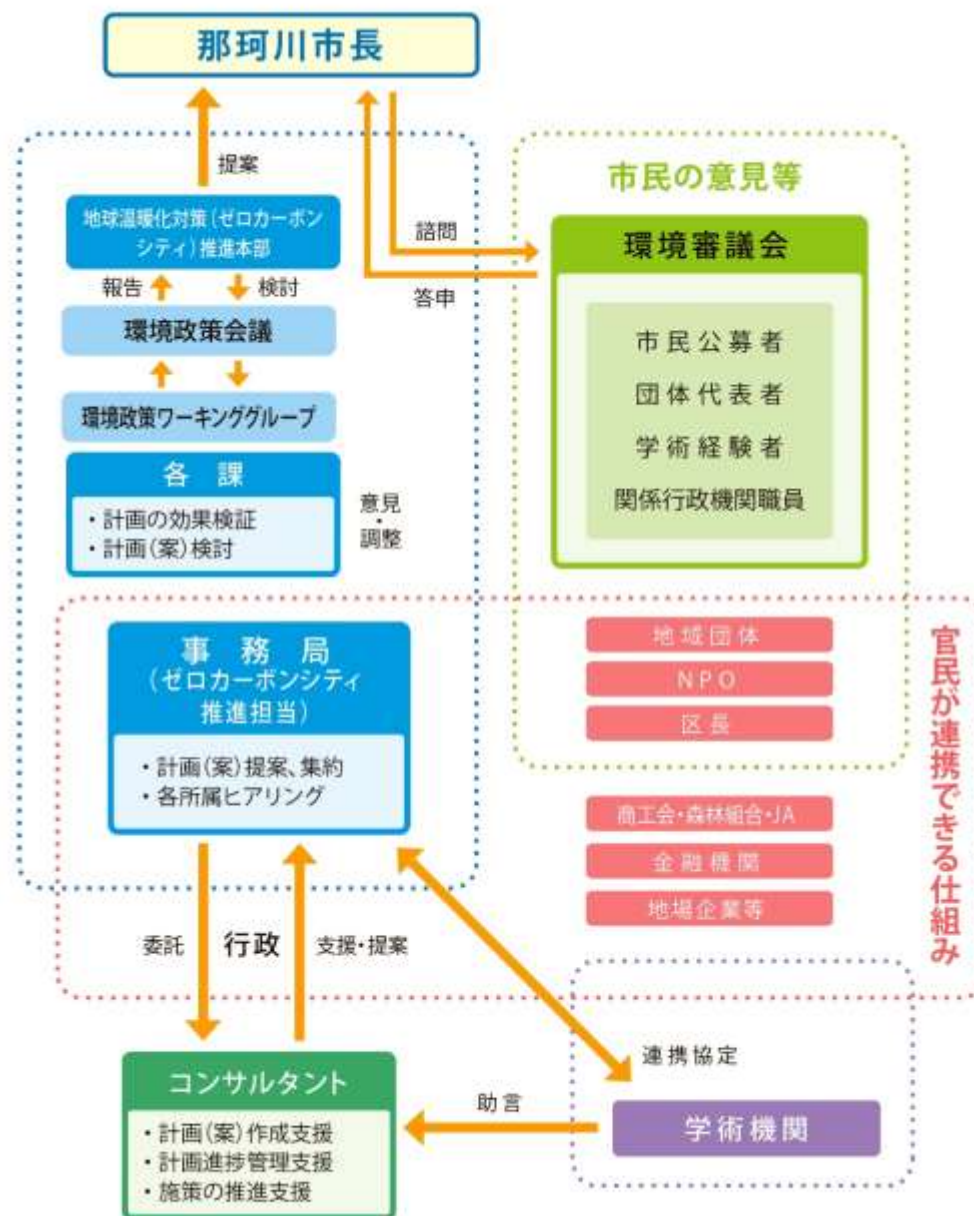 那珂川市長
提案
地球温暖化対策(ゼロカーボン
シティ)推進本部
報告
検討
環境政策会議
環境政策ワーキンググループ
各課
・計画の効果検証
・計画(案)検討
意見
・
調整
諮問
答申
市民の意見等
環境審議会
市民公募者
団体代表者
学術経験者
関係行政機関職員
事務局
(ゼロカーボンシティ
推進担当)
・計画(案)提案、集約
・各所属ヒアリング
地域団体
NPO
区長
商工会・森林組合・JA
金融機関
地場企業等
官民が連携できる仕組み
委託
行政
支援・提案
連携協定
コンサルタント
・計画(案)作成支援
・計画進捗管理支援
・施策の推進支援
助言
学術機関